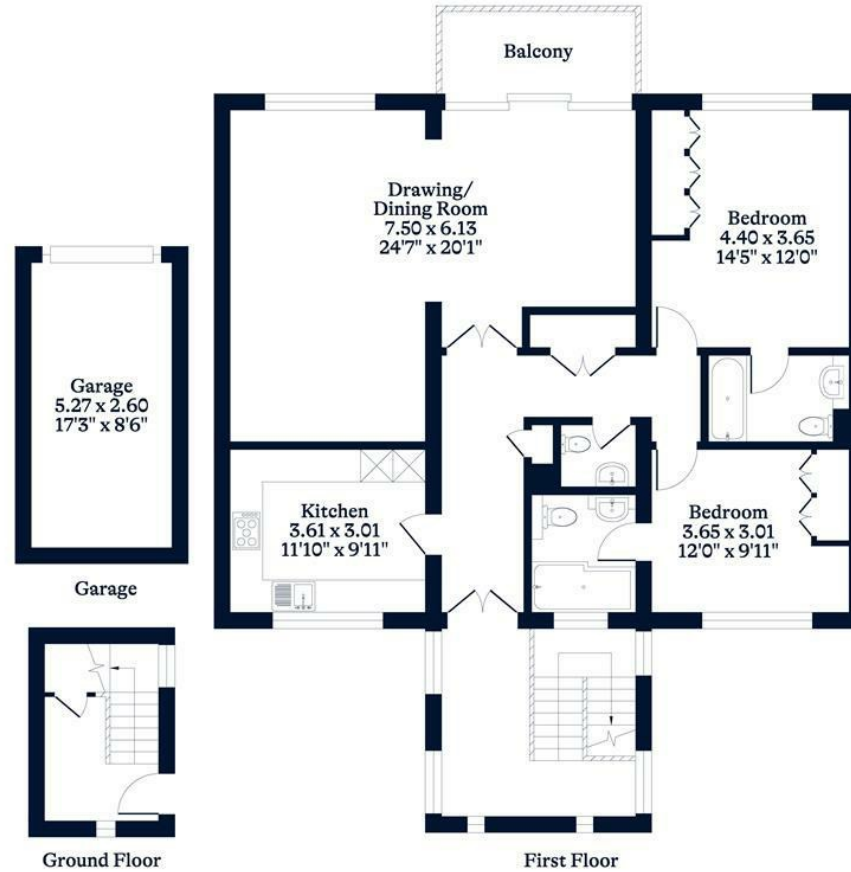 Balcony
Drawing/
Dining Room
7.50 x 6.13
24'7" x 20'1"
Bedroom
4.40 x 3.65
14'5" x 12'0"
Garage
5.27 x 2.60
17'3" x 8'6"
Kitchen
3.61 x 3.01
11'10" x 9'11"
Bedroom
3.65 x 3.01
12'0" x 9'11"
Garage
Ground Floor
First Floor